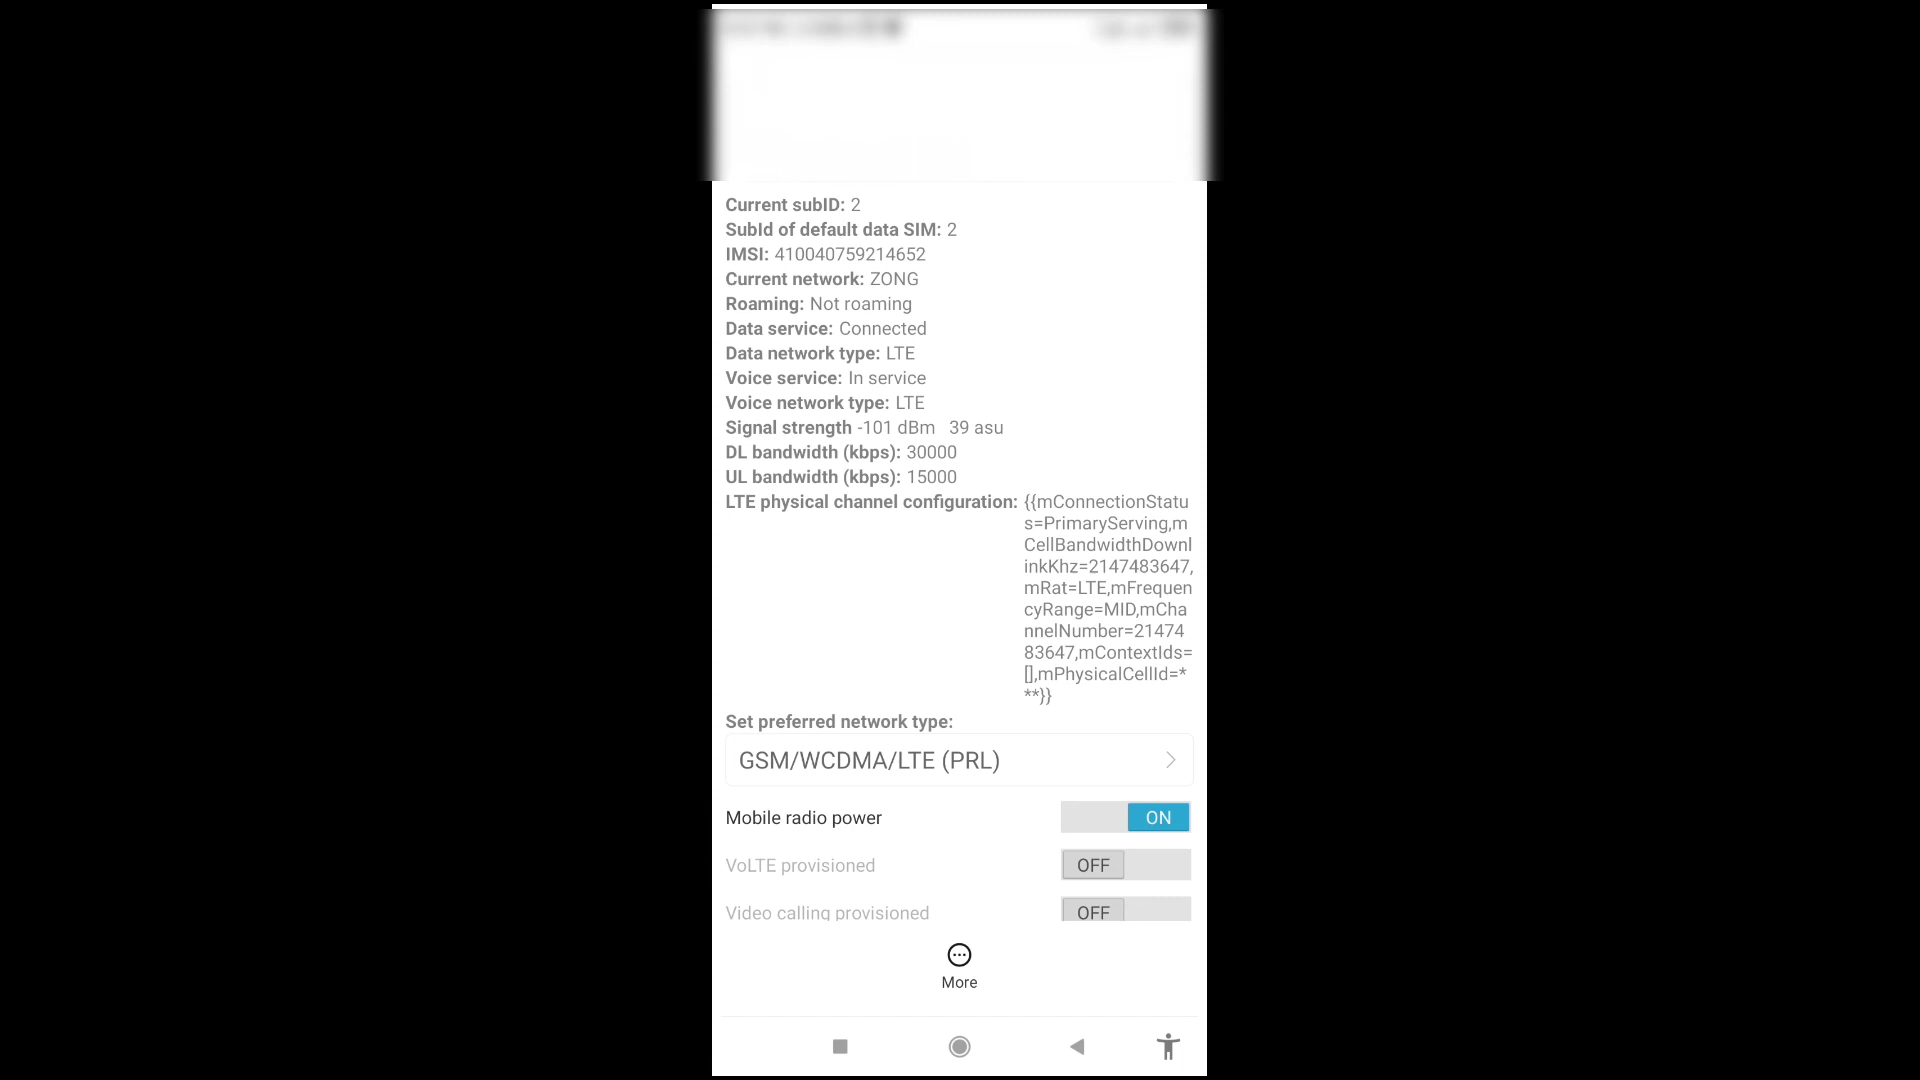 Current subID: 2
SubId of default data SIM: 2
IMSI: 410040759214652
Current network: ZONG
Roaming: Not roaming
Data service: Connected
Data network type: LTE
Voice service: In service
Voice network type: LTE
Signal strength -101 dBm 39 asu
DL bandwidth (kbps): 30000
UL bandwidth (kbps): 15000
LTE physical channel configuration: {{mConnectionStatu
s=PrimaryServing,m
CellBandwidthDownl
inkKhz=2147483647,
mRat=LTE,mFrequen
cyRange=MID,mCha
nnelNumber=21474
83647,mContextIds=
[],mPhysicalCellId=*
**}}
Set preferred network type:
GSM/WCDMA/LTE (PRL)
Mobile radio power ON
VoLTE provisioned OFF
Video calling provisioned OFF
More